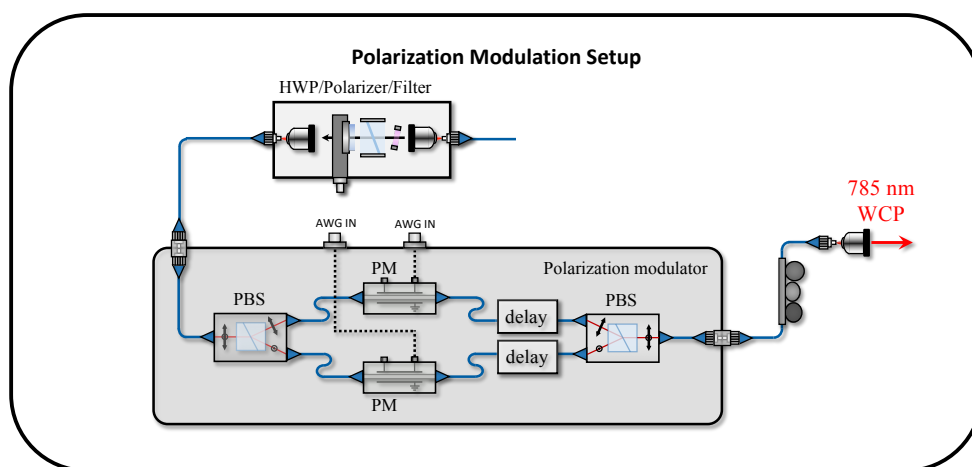 Polarization Modulation Setup
HWP/Polarizer/Filter
785 nm
WCP
AWG IN
AWG IN
PM
Polarization modulator
PBS
PBS
delay
delay
PM